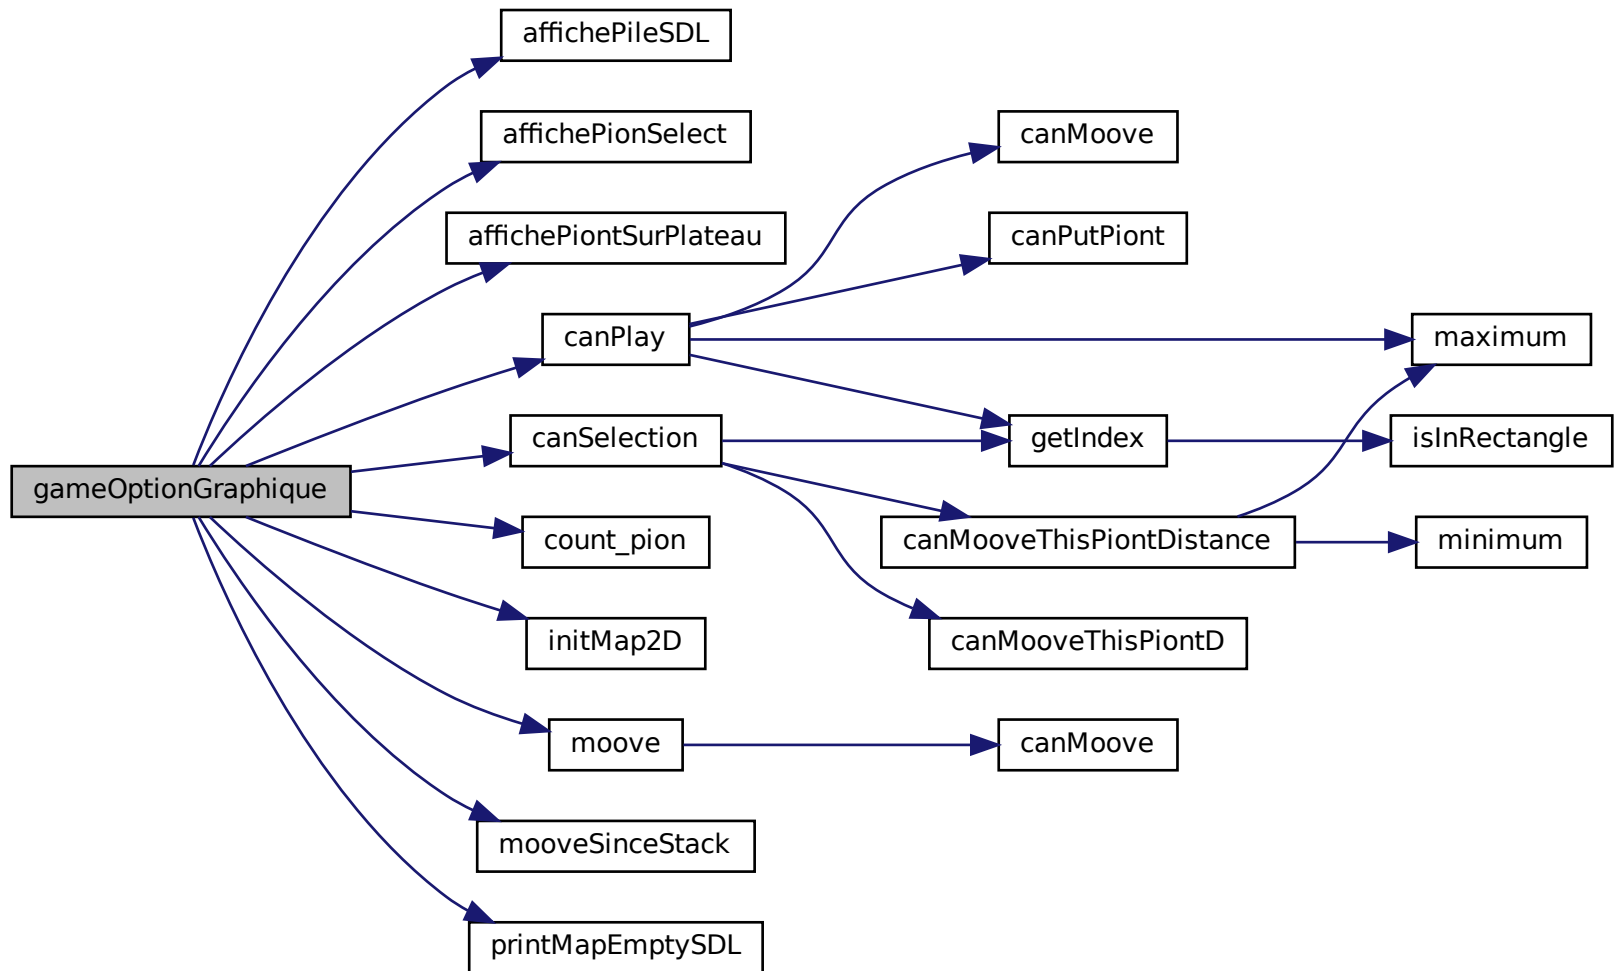 affichePileSDL
affichePionSelect
canMoove
affichePiontSurPlateau
canPutPiont
canPlay
maximum
canSelection
getIndex
isInRectangle
gameOptionGraphique
count_pion
canMooveThisPiontDistance
minimum
initMap2D
canMooveThisPiontD
moove
canMoove
mooveSinceStack
printMapEmptySDL